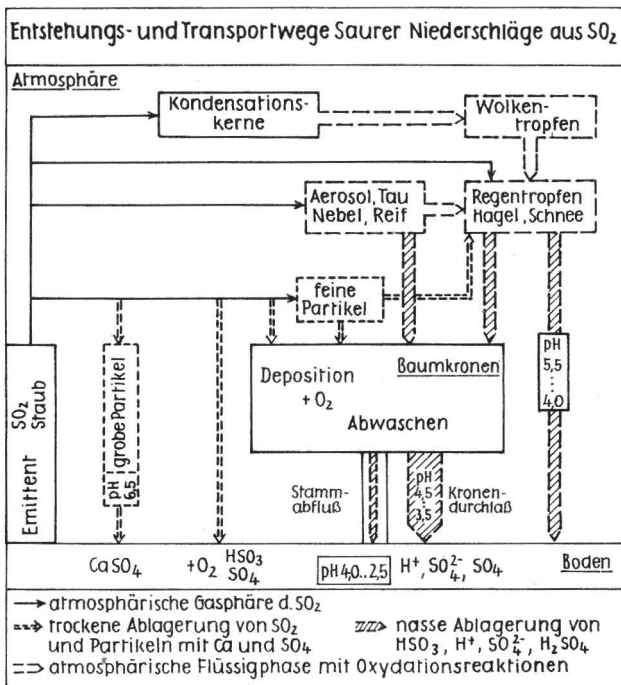 Entstehungs- und Transportwege Saurer Niederschläge aus SO₂
Atmosphäre
Kondensations-
kerne
Wolken-
tropfen
Aerosol, Tau
Nebel, Reif
Regentropfen
Hagel, Schnee
feine
Partikel
Emittent
SO₂
Staub
grobe Partikel
pH
6,5
Deposition
+ O₂
Baumkronen
Abwaschen
pH
5,5
⋮
4,0
Stamm-
abfluß
pH
4,5
⋮
3,5
Kronen-
durchlaß
CaSO₄
+O₂
HSO₃
SO₄
pH 4,0..2,5
H⁺, SO₄²⁻, SO₄
Boden
atmosphärische Gasphäre d. SO₂
trockene Ablagerung von SO₂
und Partikeln mit Ca und SO₄
nasse Ablagerung von
HSO₃, H⁺, SO₄²⁻, H₂SO₄
atmosphärische Flüssigphase mit Oxydationsreaktionen